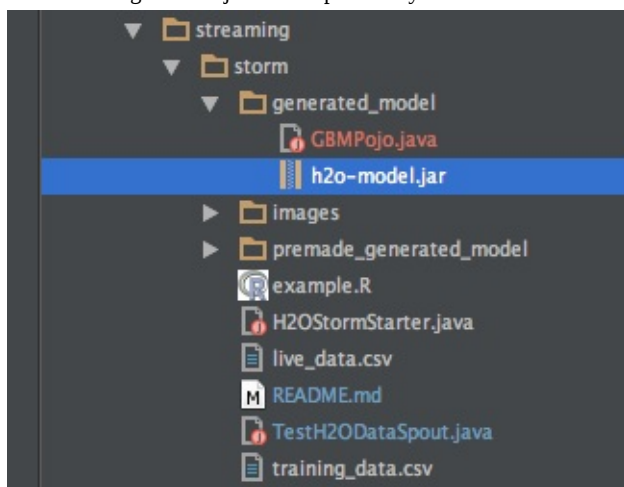 streaming
storm
generated_model
GBMPojo.java
h2o-model.jar
images
premade_generated_model
example.R
H2OStormStarter.java
live_data.csv
README.md
TestH2ODataSpout.java
training_data.csv